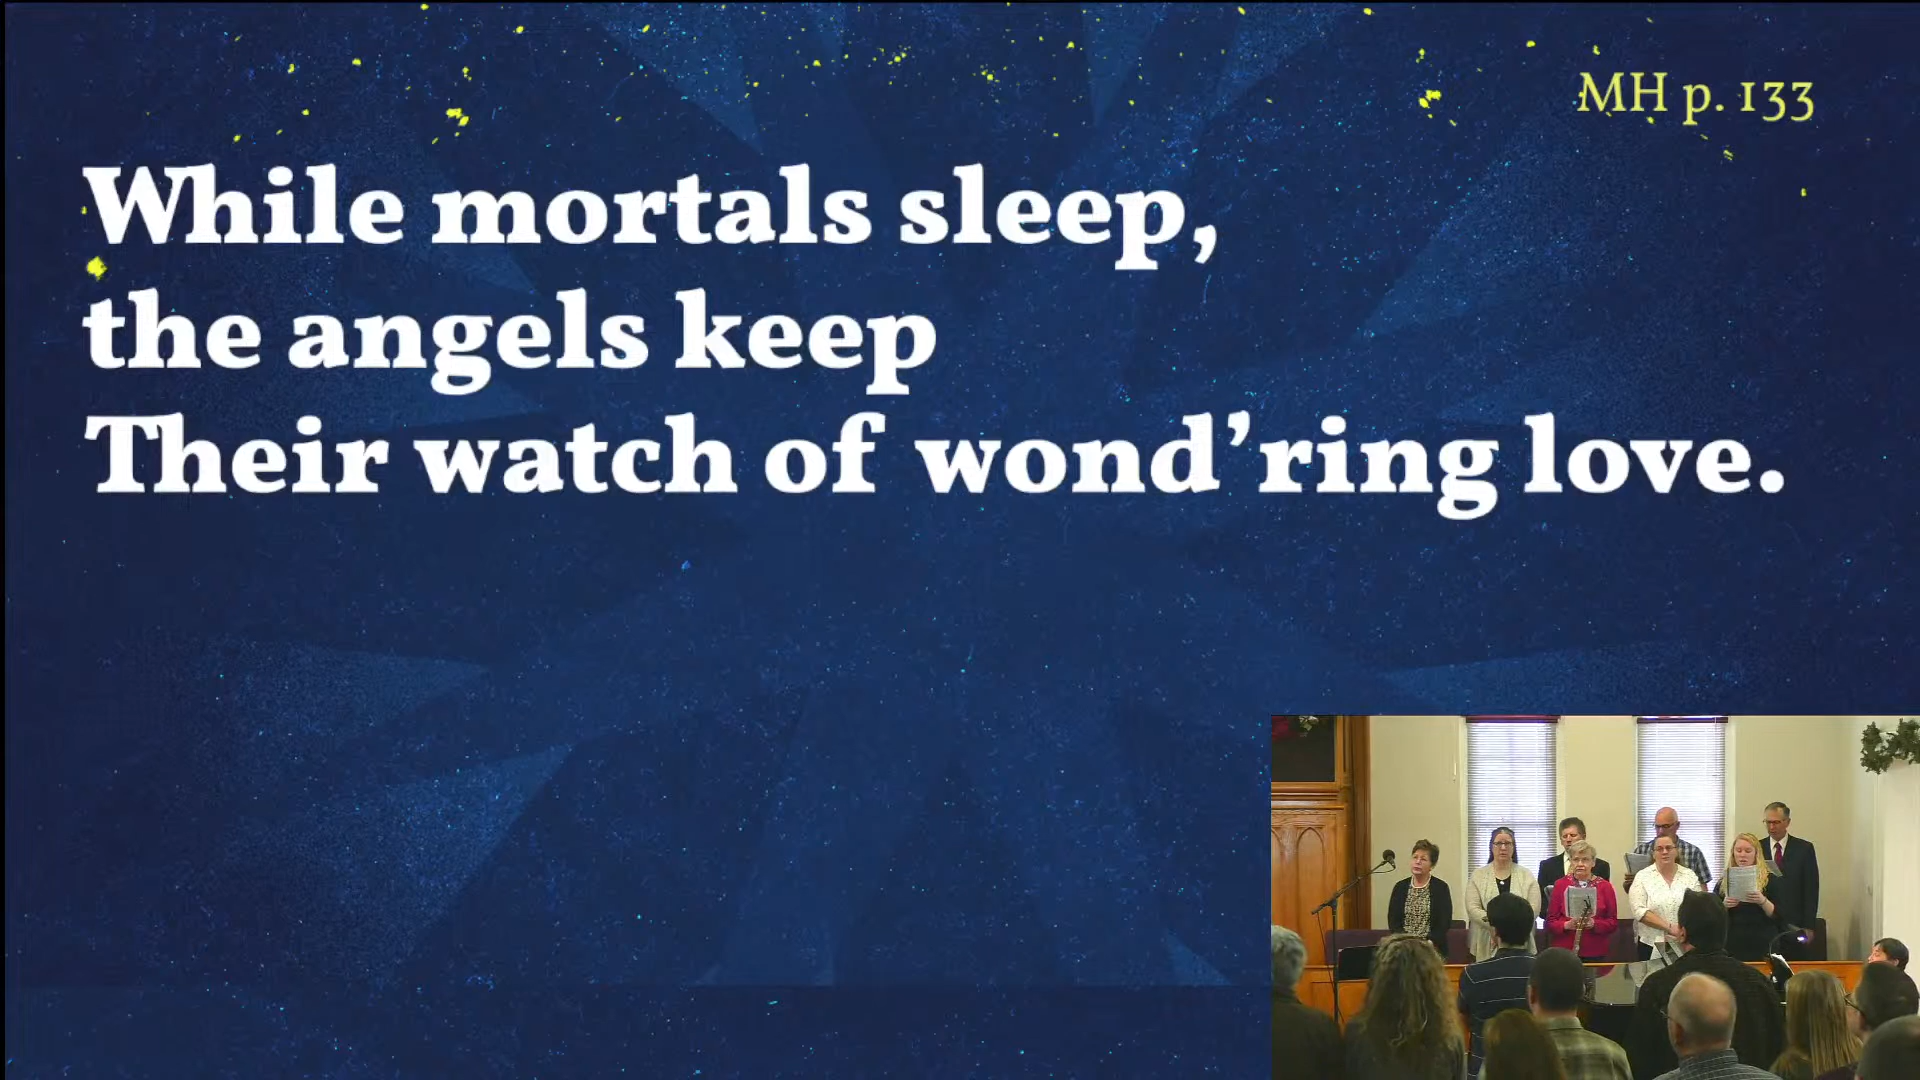 MH p. 133
While mortals sleep,
the angels keep
Their watch of wond’ring love.